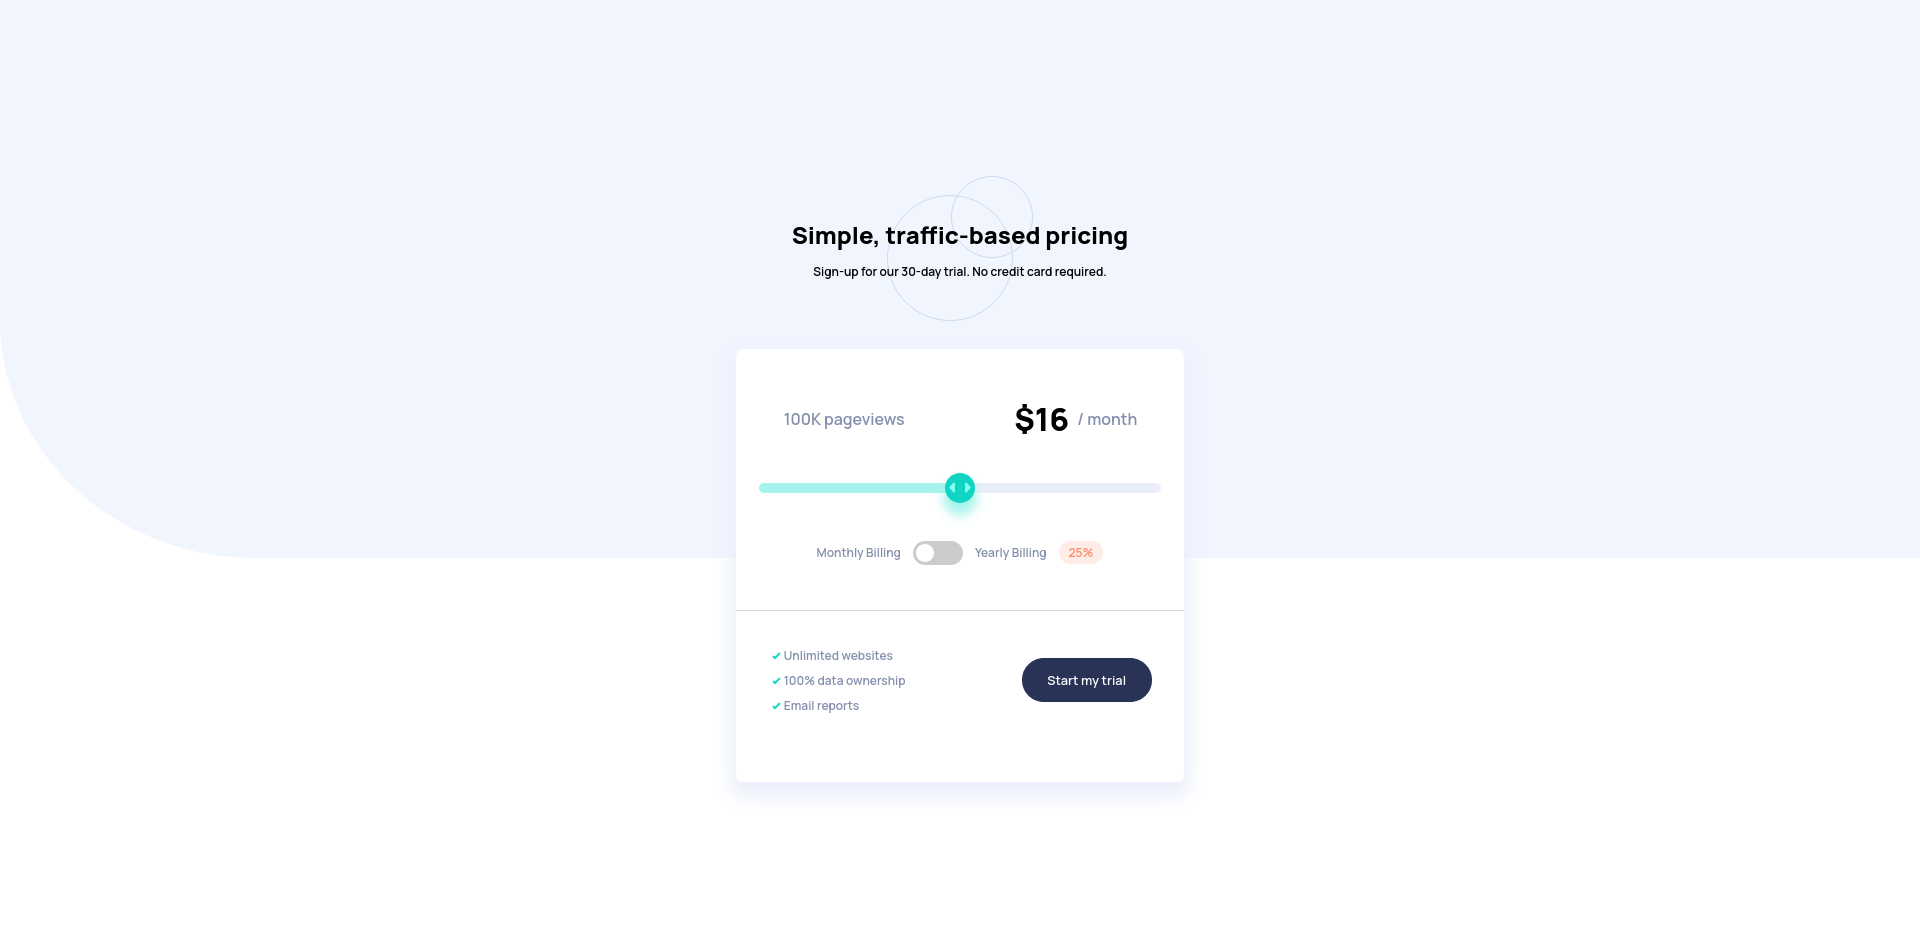 Simple, traffic-based pricing
Sign-up for our 30-day trial. No credit card required.
100K pageviews
$16 / month
Monthly Billing
Yearly Billing
25%
Unlimited websites
100% data ownership
Email reports
Start my trial